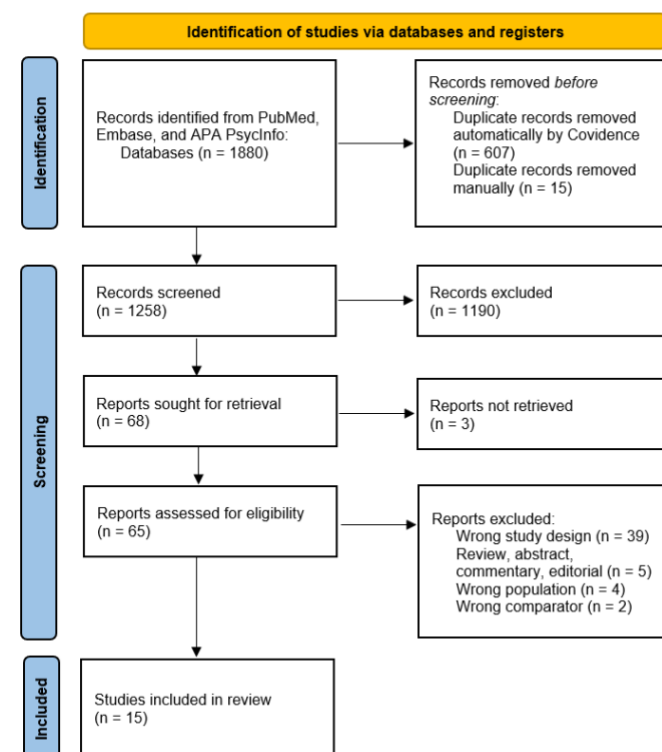 Identification of studies via databases and registers
Identification
Records identified from PubMed,
Embase, and APA PsycInfo:
Databases (n = 1880)
Records removed before
screening:
Duplicate records removed
automatically by Covidence
(n = 607)
Duplicate records removed
manually (n = 15)
Screening
Records screened
(n = 1258)
Records excluded
(n = 1190)
Reports sought for retrieval
(n = 68)
Reports not retrieved
(n = 3)
Reports assessed for eligibility
(n = 65)
Reports excluded:
Wrong study design (n = 39)
Review, abstract,
commentary, editorial (n = 5)
Wrong population (n = 4)
Wrong comparator (n = 2)
Included
Studies included in review
(n = 15)